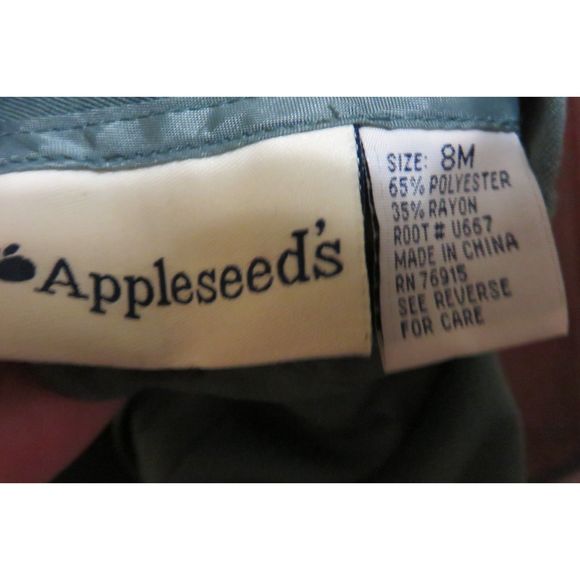 Appleseed's
SIZE: 8M
65% POLYESTER
35% RAYON
ROOT # U667
MADE IN CHINA
RN 76915
SEE REVERSE
FOR CARE